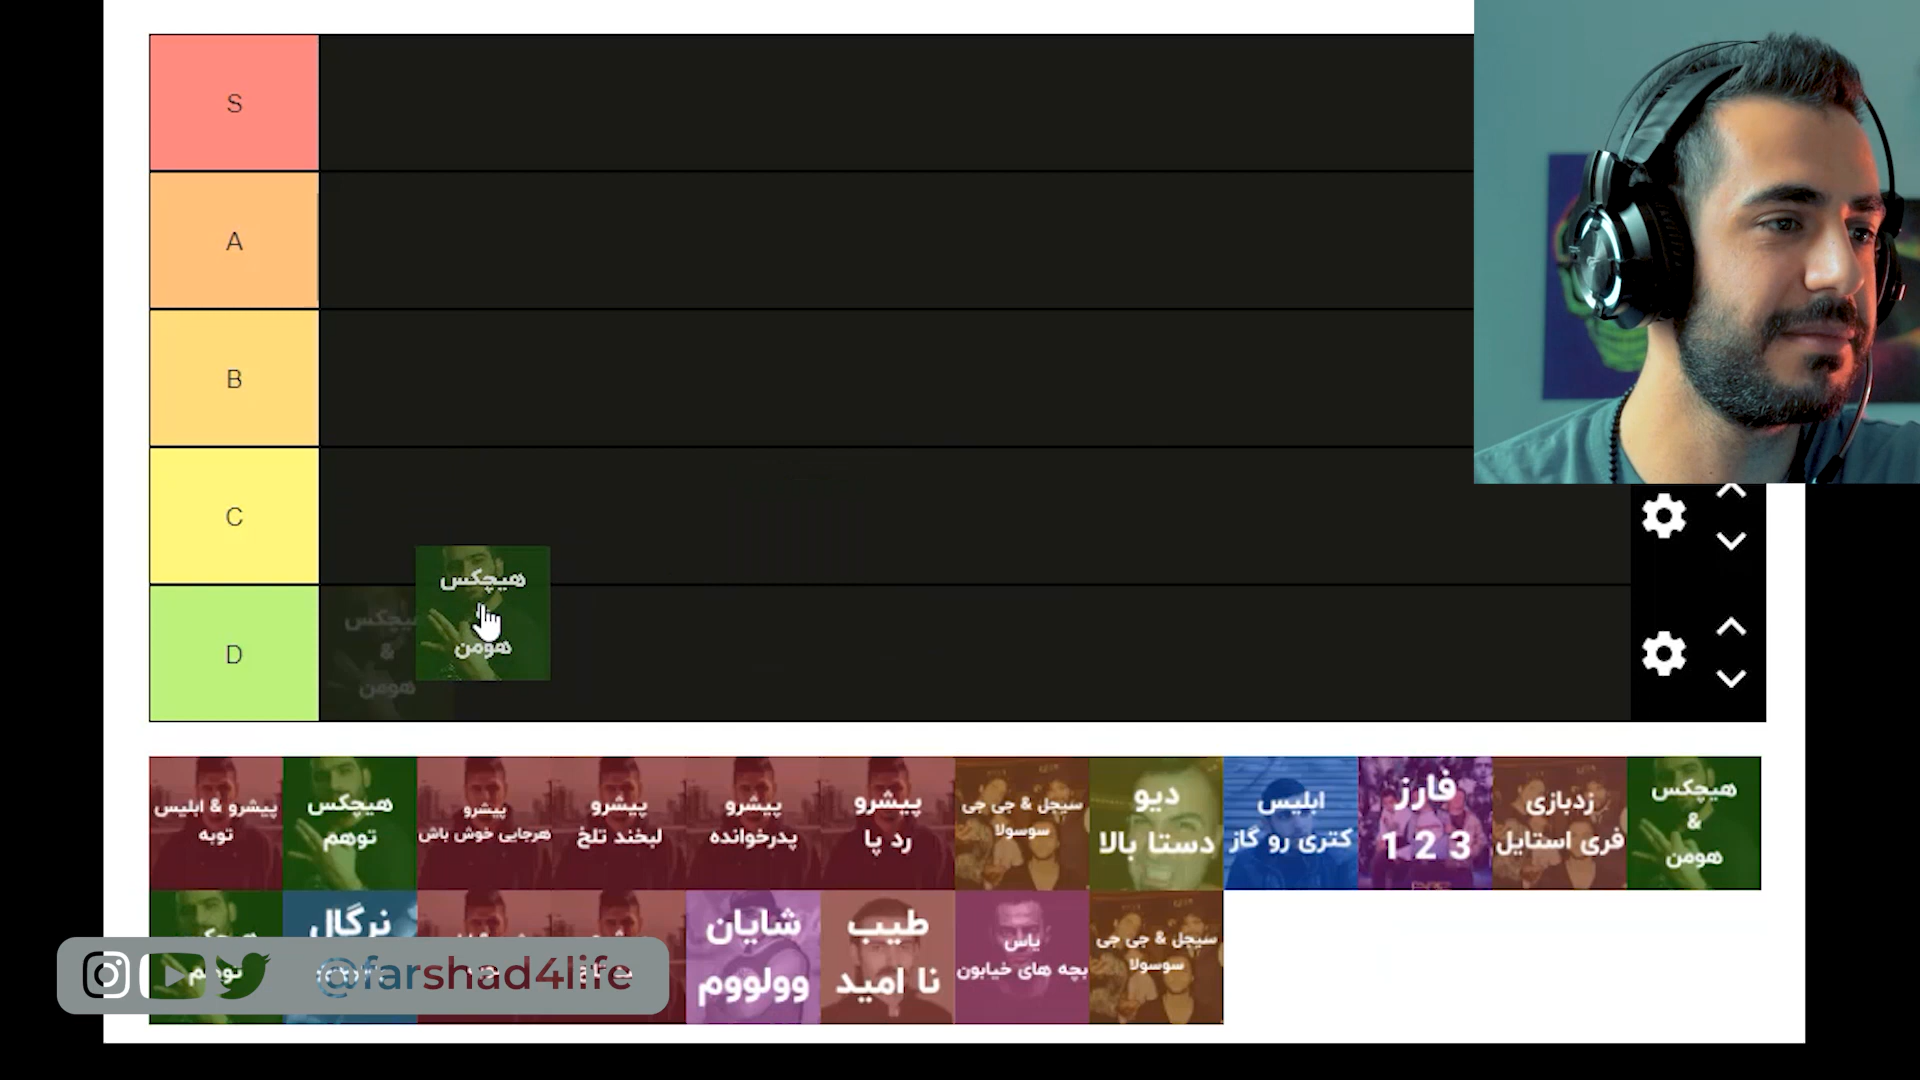 S
A
B
C
هیچکس
هومن
D
هیچکس
&
هومن
پیشرو & ابلیس
توبه
هیچکس
توهم
پیشرو
هرجایی خوش باش
پیشرو
لبخند تلخ
پیشرو
پدرخوانده
پیشرو
رد پا
سیجل & جی جی
سوسولا
دیو
دستا بالا
ابلیس
کتری رو گاز
فارز
1 2 3
زدبازی
فری استایل
هیچکس
&
هومن
توهم
نرگال
شایان
وولووم
طیب
نا امید
یاس
بچه های خیابون
سیجل & جی جی
سوسولا
@farshad4life